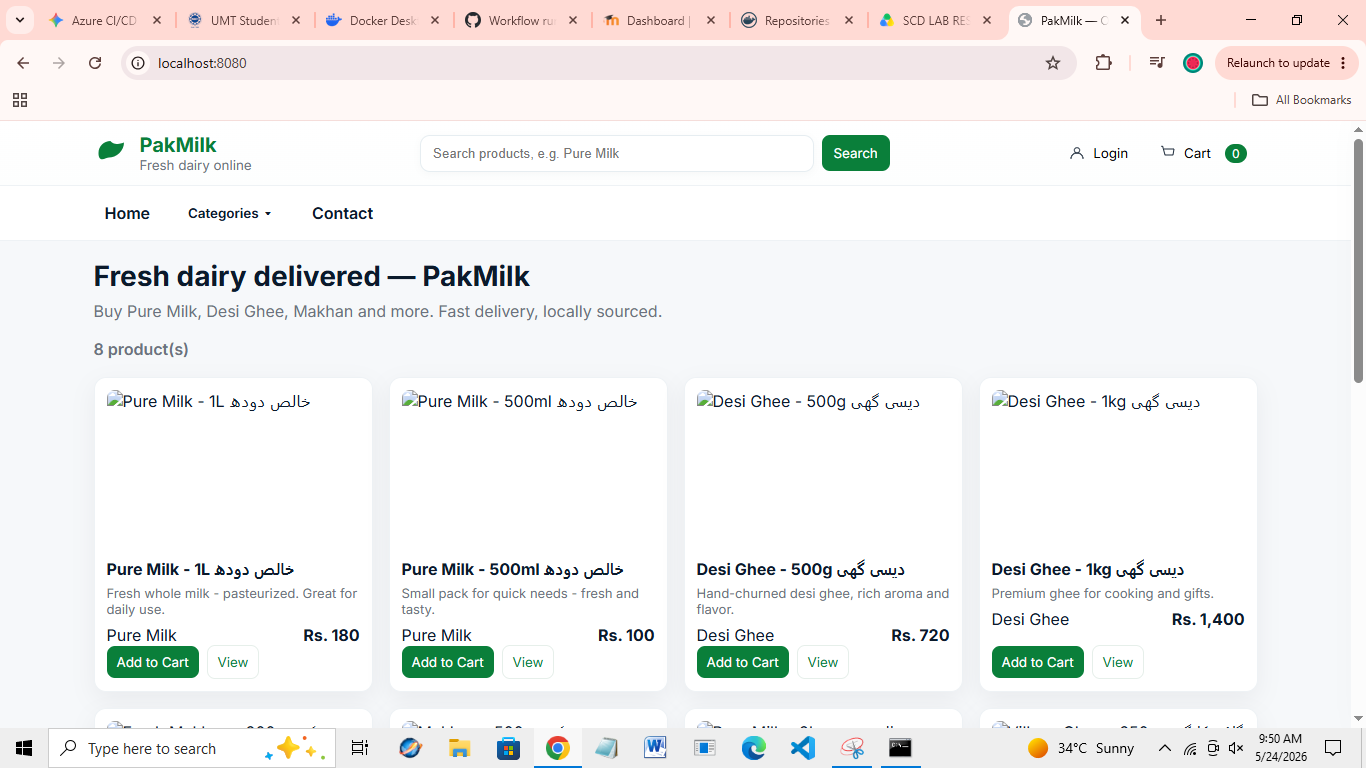 Azure CI/CD
UMT Studen
Docker Desk
Workflow ru
Dashboard |
Repositories
SCD LAB RES
PakMilk — C
localhost:8080
Relaunch to update
All Bookmarks
PakMilk
Fresh dairy online
Search products, e.g. Pure Milk
Search
Login
Cart
0
Home
Categories
Contact
Fresh dairy delivered — PakMilk
Buy Pure Milk, Desi Ghee, Makhan and more. Fast delivery, locally sourced.
8 product(s)
Pure Milk - 1L خالص دودھ
Pure Milk - 500ml خالص دودھ
Desi Ghee - 500g دیسی گھی
Desi Ghee - 1kg دیسی گھی
Pure Milk - 1L خالص دودھ
Fresh whole milk - pasteurized. Great for
daily use.
Pure Milk
Rs. 180
Add to Cart
View
Pure Milk - 500ml خالص دودھ
Small pack for quick needs - fresh and
tasty.
Pure Milk
Rs. 100
Add to Cart
View
Desi Ghee - 500g دیسی گھی
Hand-churned desi ghee, rich aroma and
flavor.
Desi Ghee
Rs. 720
Add to Cart
View
Desi Ghee - 1kg دیسی گھی
Premium ghee for cooking and gifts.
Desi Ghee
Rs. 1,400
Add to Cart
View
Type here to search
34°C Sunny
9:50 AM
5/24/2026